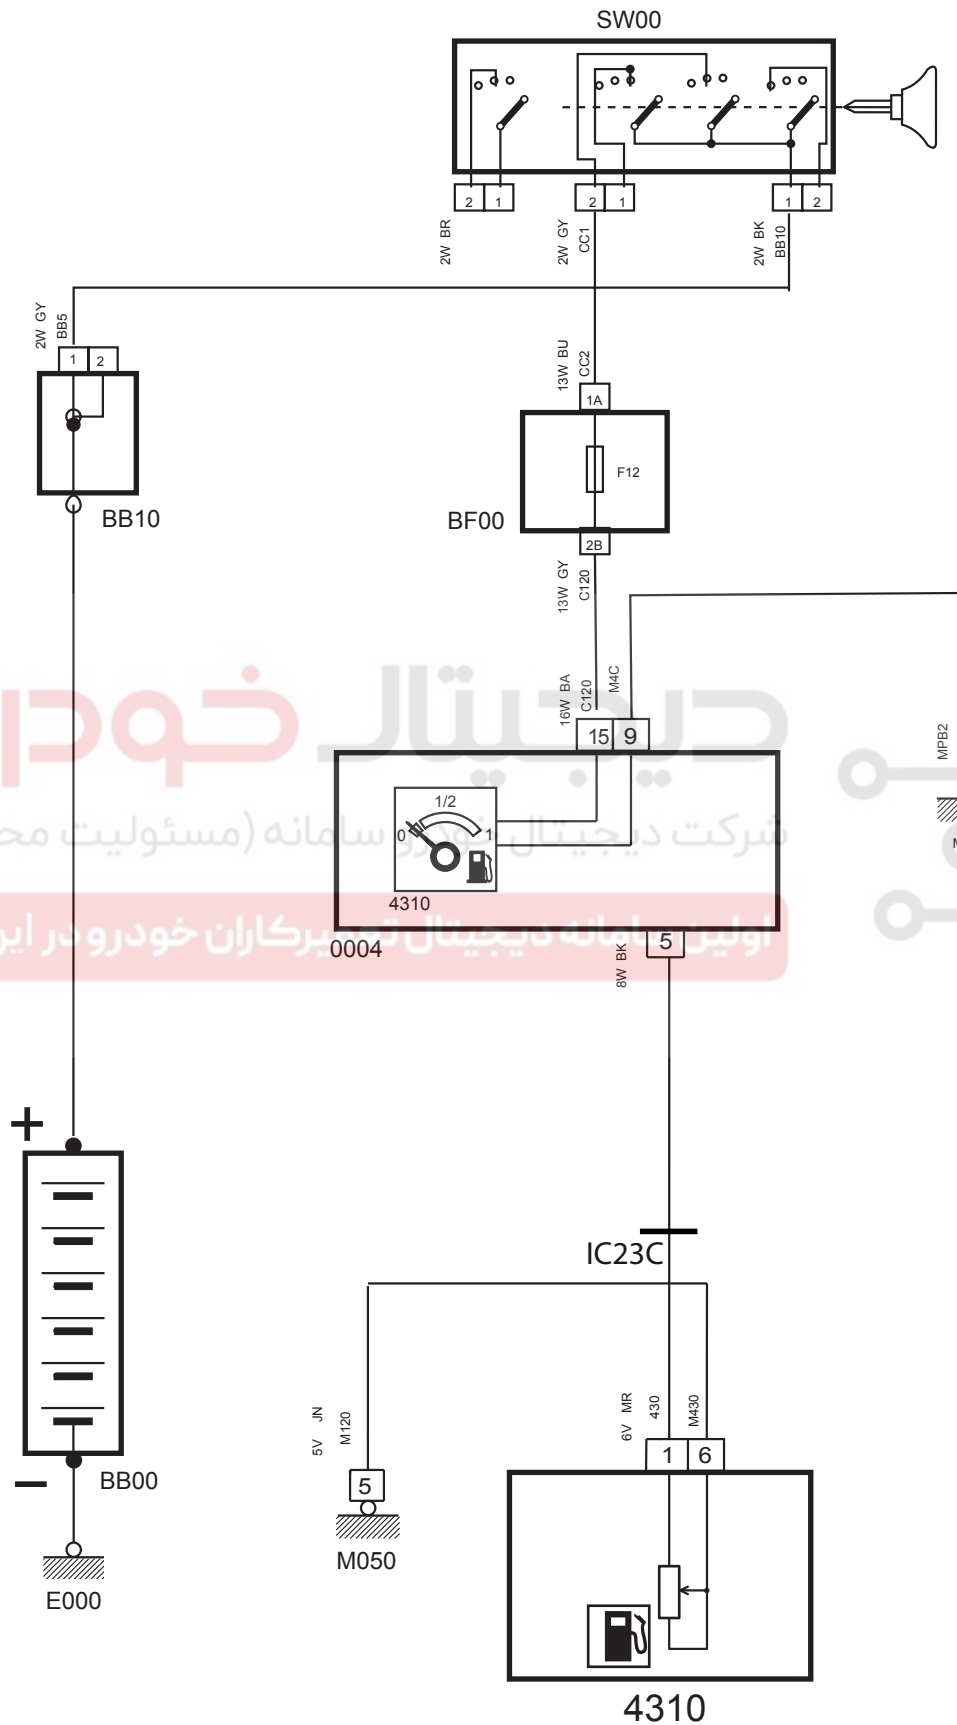 SW00
2 1
2 1
1 2
2W BR
2W GY
CC1
2W BK
BB10
2W GY
BB5
1 2
BB10
13W BU
CC2
1A
F12
BF00
2B
13W GY
C120
16W BA
C120
M4C
15 9
MPB2
دیجیتال خودر
شرکت دیجیتال خودرو سامانه (مسئولیت مح
1/2
0
1
4310
اولین سامانه دیجیتال تعمیرکاران خودرو در ایر
0004
5
8W BK
+
IC23C
5V JN
M120
6V MR
430
M430
1 6
5
−
BB00
M050
E000
4310